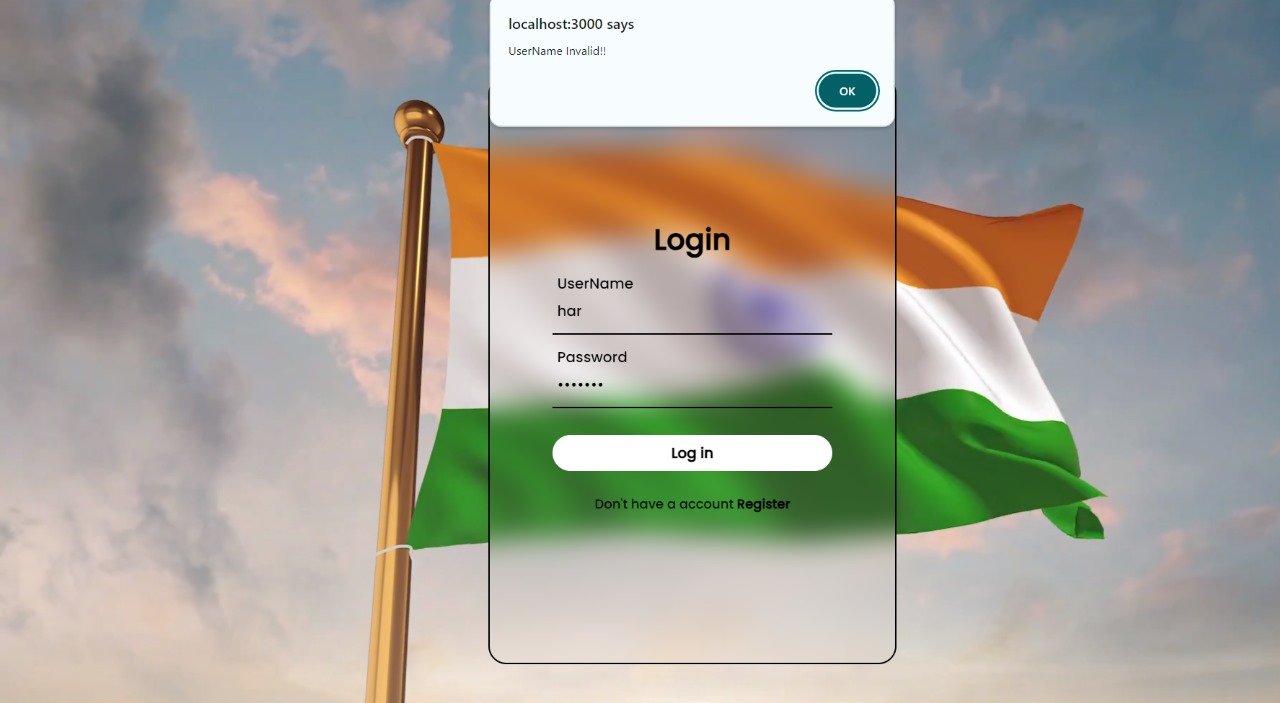 localhost:3000 says
UserName Invalid!!
OK
Login
UserName
har
Password
•••••••
Log in
Don't have a account Register